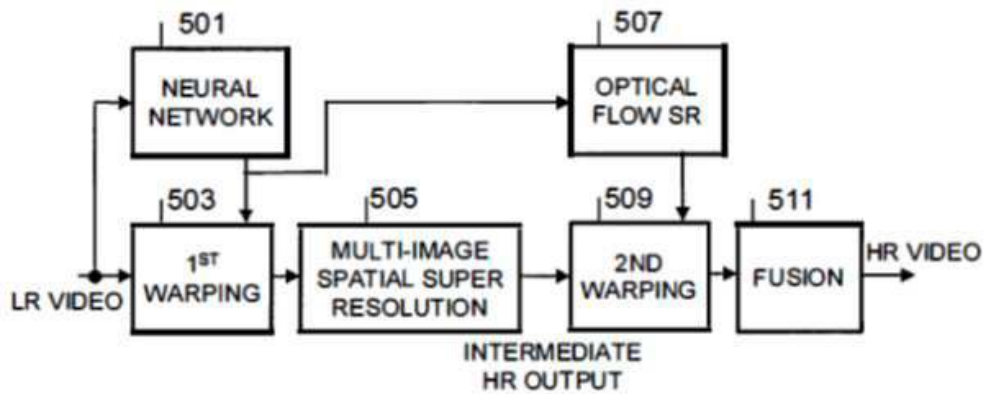 501
NEURAL
NETWORK
507
OPTICAL
FLOW SR
503
1ST
WARPING
505
MULTI-IMAGE
SPATIAL SUPER
RESOLUTION
509
2ND
WARPING
511
FUSION
LR VIDEO
HR VIDEO
INTERMEDIATE
HR OUTPUT